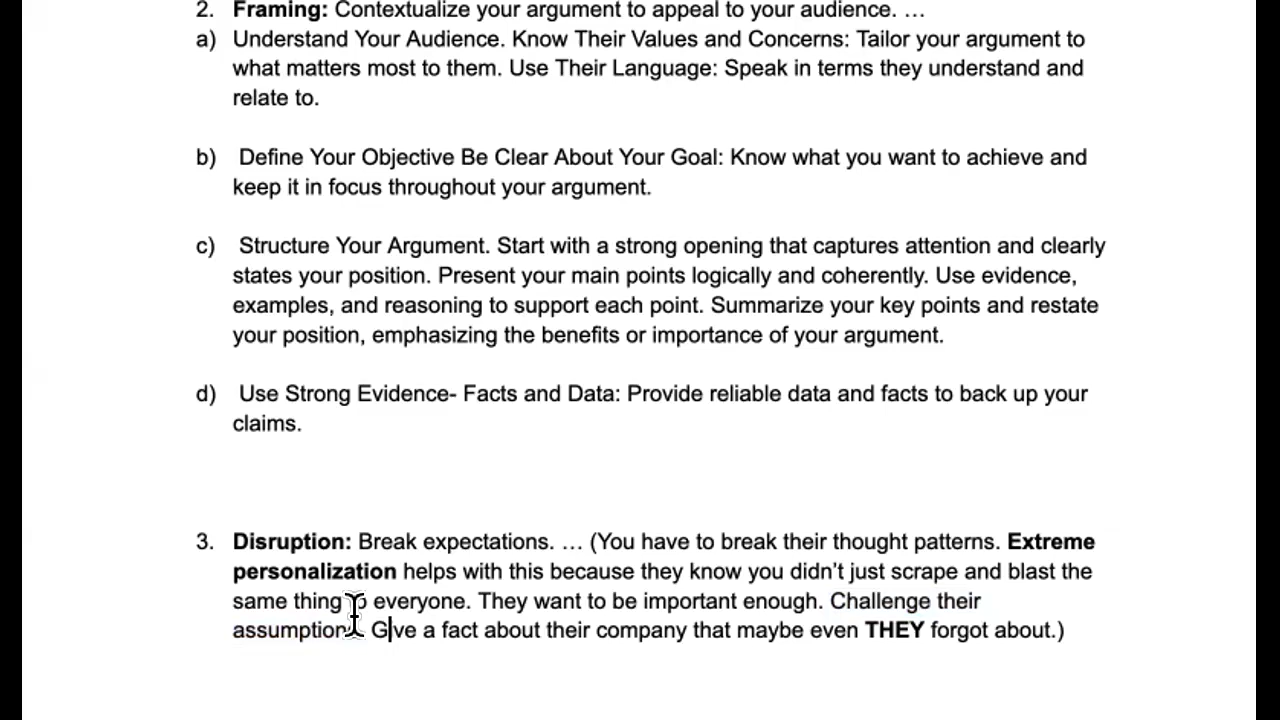 2. Framing: Contextualize your argument to appeal to your audience. …
a) Understand Your Audience. Know Their Values and Concerns: Tailor your argument to
what matters most to them. Use Their Language: Speak in terms they understand and
relate to.
b) Define Your Objective Be Clear About Your Goal: Know what you want to achieve and
keep it in focus throughout your argument.
c) Structure Your Argument. Start with a strong opening that captures attention and clearly
states your position. Present your main points logically and coherently. Use evidence,
examples, and reasoning to support each point. Summarize your key points and restate
your position, emphasizing the benefits or importance of your argument.
d) Use Strong Evidence- Facts and Data: Provide reliable data and facts to back up your
claims.
3. Disruption: Break expectations. … (You have to break their thought patterns. Extreme
personalization helps with this because they know you didn’t just scrape and blast the
same thing to everyone. They want to be important enough. Challenge their
assumptions. Give a fact about their company that maybe even THEY forgot about.)